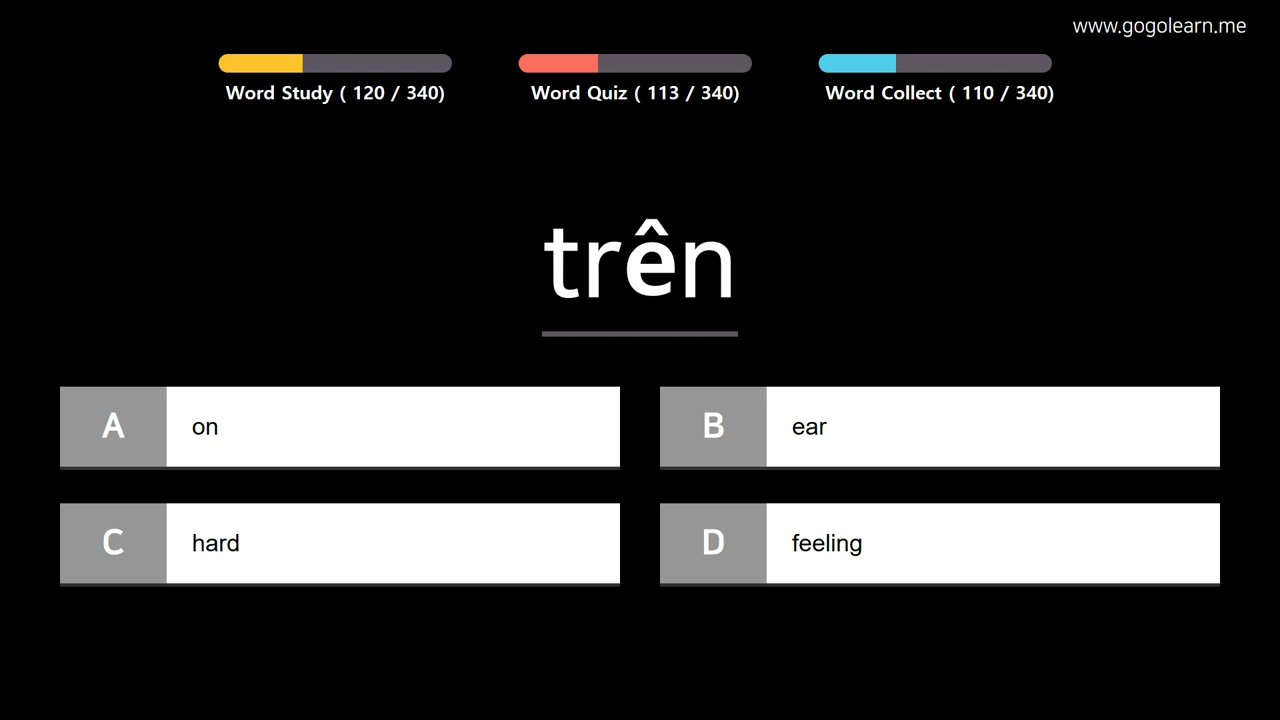 www.gogolearn.me
Word Study ( 120 / 340)
Word Quiz ( 113 / 340)
Word Collect ( 110 / 340)
trên
A on
B ear
C hard
D feeling